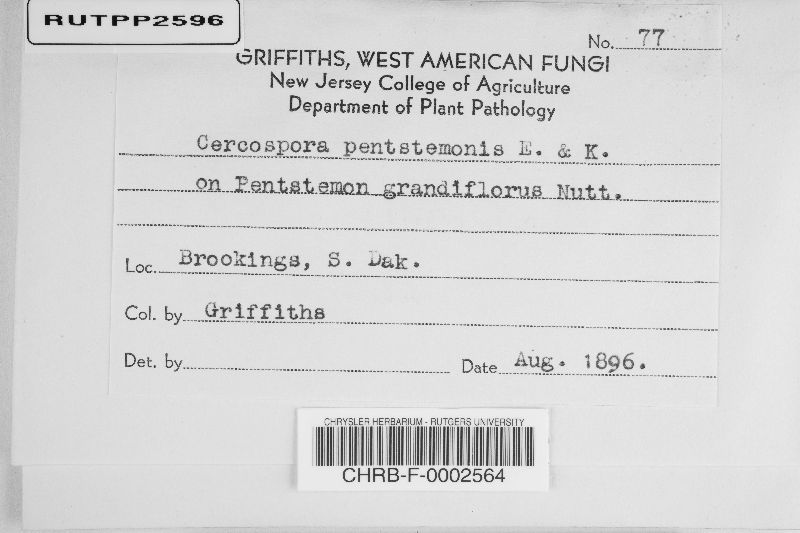 RUTPP2596
No. 77
GRIFFITHS, WEST AMERICAN FUNGI
New Jersey College of Agriculture
Department of Plant Pathology
Cercospora pentstemonis E. & K.
on Pentstemon grandiflorus Nutt.
Loc. Brookings, S. Dak.
Col. by Griffiths
Det. by
Date Aug. 1896.
CHRYSLER HERBARIUM - RUTGERS UNIVERSITY
CHRB-F-0002564